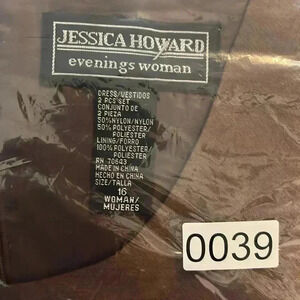 JESSICA HOWARD
evenings woman
DRESS/VESTIDOS
2 PCS SET
CONJUNTO DE
2 PIEZA
50%NYLON/NYLON
50% POLYESTER/
POLIESTER
LINING/FORRO
100% POLYESTER/
POLIESTER
RN 70643
MADE IN CHINA
HECHO EN CHINA
SIZE/TALLA
16
WOMAN/
MUJERES
0039